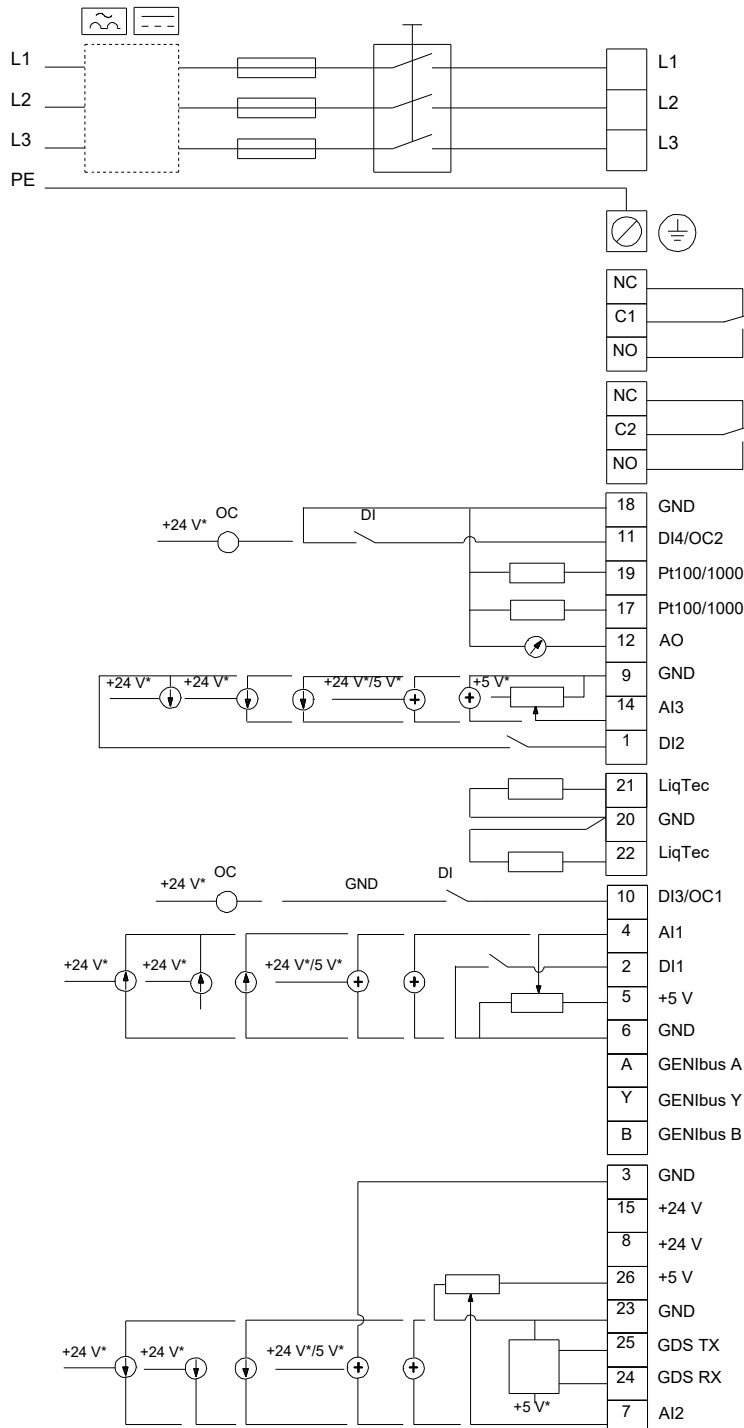 L1 L1
L2 L2
L3 L3
PE
NC
C1
NO
NC
C2
NO
18 GND
+24 V* OC DI 11 DI4/OC2
19 Pt100/1000
17 Pt100/1000
12 AO
9 GND
+24 V* +24 V* +24 V*/5 V* +5 V*
14 AI3
1 DI2
21 LiqTec
20 GND
22 LiqTec
+24 V* OC GND DI 10 DI3/OC1
4 AI1
+24 V* +24 V* +24 V*/5 V* 2 DI1
5 +5 V
6 GND
A GENIbus A
Y GENIbus Y
B GENIbus B
3 GND
15 +24 V
8 +24 V
26 +5 V
23 GND
+24 V* +24 V* +24 V*/5 V* 25 GDS TX
24 GDS RX
+5 V* 7 AI2